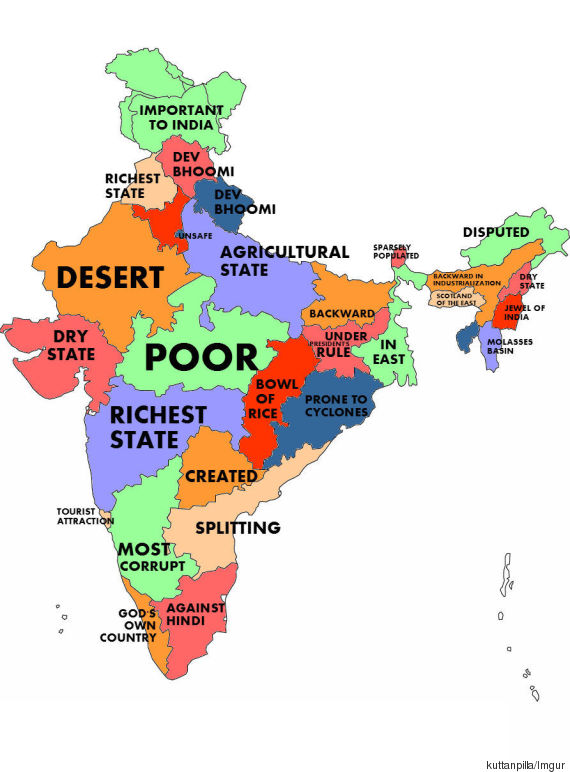 IMPORTANT
TO INDIA
DEV
BHOOMI
RICHEST
STATE
DEV
BHOOMI
UNSAFE
AGRICULTURAL
STATE
DESERT
SPARSELY
POPULATED
DISPUTED
BACKWARD IN
INDUSTRIALIZATION
DRY
STATE
SCOTLAND
OF THE EAST
JEWEL OF
INDIA
MOLASSES
BASIN
BACKWARD
DRY
STATE
POOR
UNDER
PRESIDENT'S
RULE
IN
EAST
BOWL
OF
RICE
PRONE TO
CYCLONES
RICHEST
STATE
CREATED
TOURIST
ATTRACTION
SPLITTING
MOST
CORRUPT
GOD'S
OWN
COUNTRY
AGAINST
HINDI
kuttanpilla/Imgur